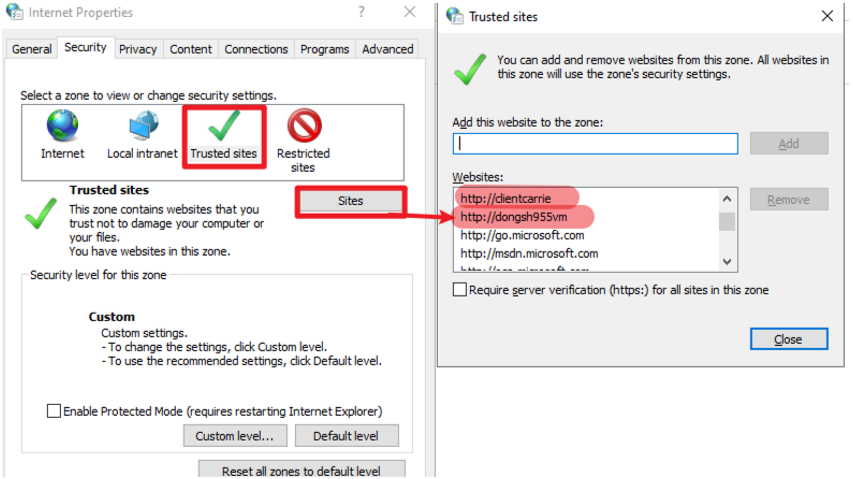 Internet Properties
?
General Security Privacy Content Connections Programs Advanced
Select a zone to view or change security settings.
Internet
Local intranet
Trusted sites
Restricted
sites
Trusted sites
Sites
This zone contains websites that you
trust not to damage your computer or
your files.
You have websites in this zone.
Security level for this zone
Custom
Custom settings.
- To change the settings, click Custom level.
- To use the recommended settings, click Default level.
Enable Protected Mode (requires restarting Internet Explorer)
Custom level...
Default level
Reset all zones to default level
Trusted sites
You can add and remove websites from this zone. All websites in
this zone will use the zone's security settings.
Add this website to the zone:
Add
Websites:
http://clientcarrie
http://dongsh955vm
http://go.microsoft.com
http://msdn.microsoft.com
Remove
Require server verification (https:) for all sites in this zone
Close